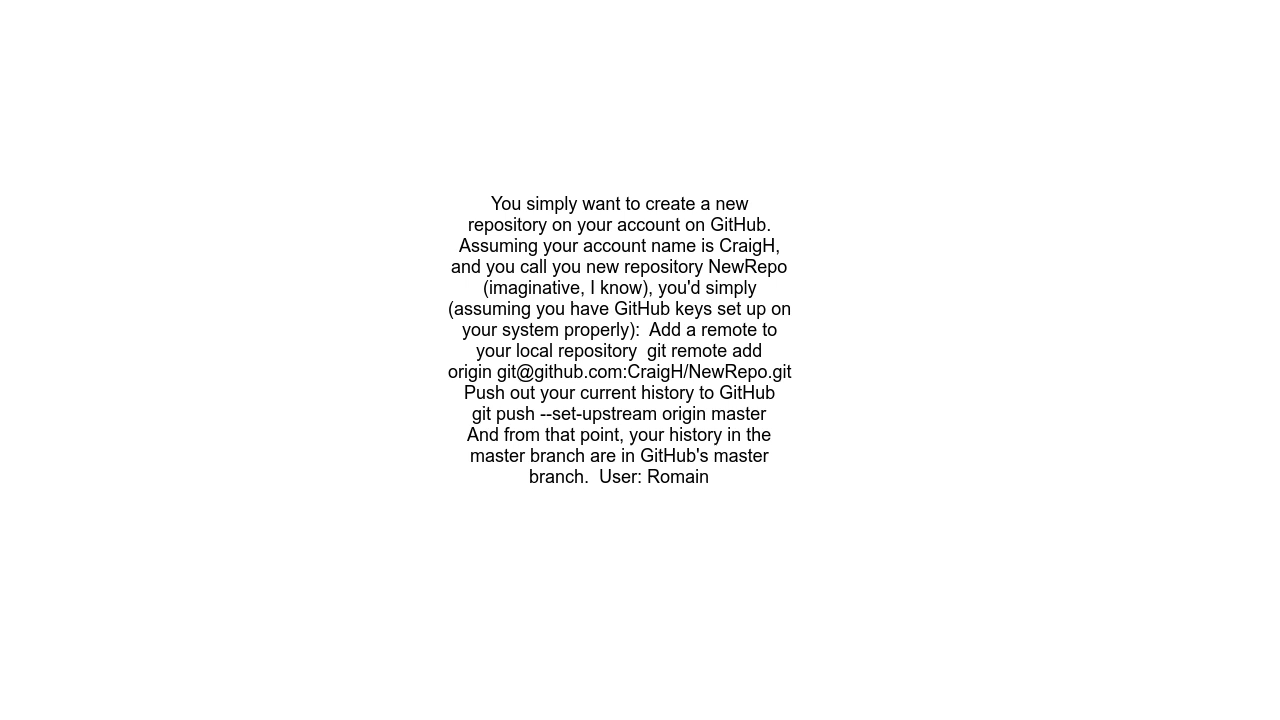 You simply want to create a new
repository on your account on GitHub.
Assuming your account name is CraigH,
and you call you new repository NewRepo
(imaginative, I know), you'd simply
(assuming you have GitHub keys set up on
your system properly):  Add a remote to
your local repository  git remote add
origin git@github.com:CraigH/NewRepo.git
Push out your current history to GitHub
git push --set-upstream origin master
And from that point, your history in the
master branch are in GitHub's master
branch.  User: Romain